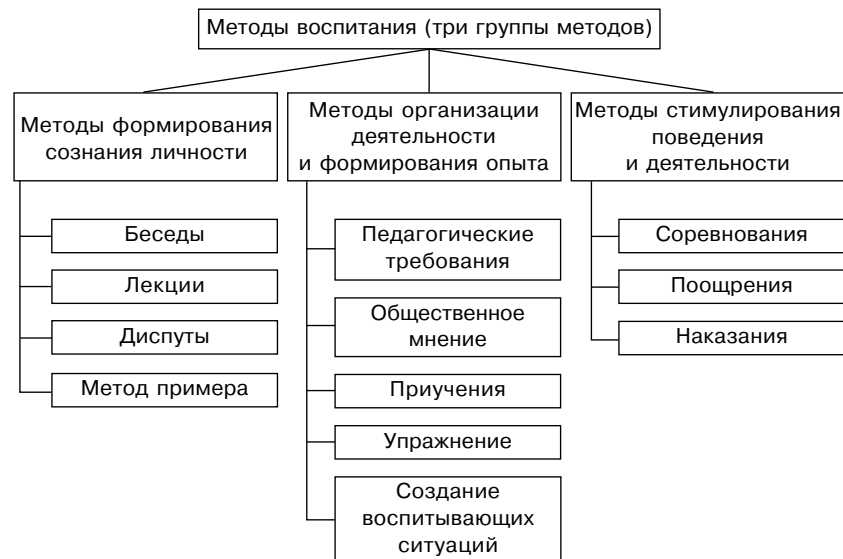 Методы воспитания (три группы методов)
Методы формирования
сознания личности
Беседы
Лекции
Диспуты
Метод примера
Методы организации
деятельности
и формирования опыта
Педагогические
требования
Общественное
мнение
Приучения
Упражнение
Создание
воспитывающих
ситуаций
Методы стимулирования
поведения
и деятельности
Соревнования
Поощрения
Наказания